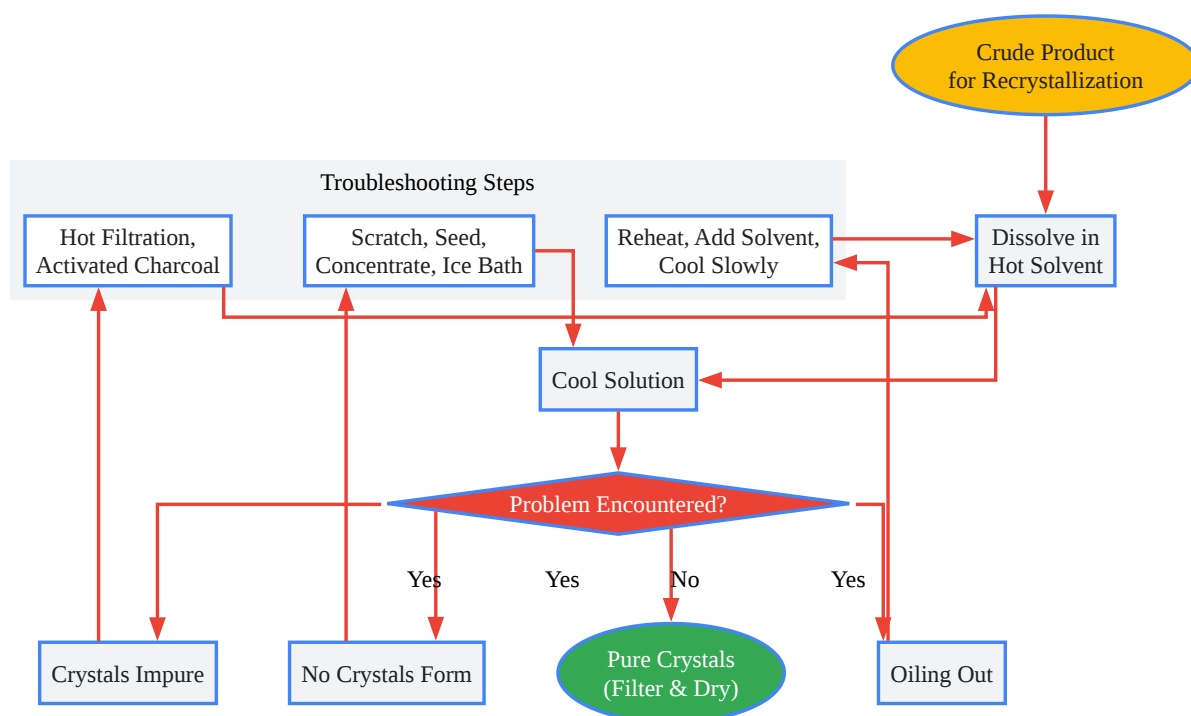 Crude Product
for Recrystallization
Troubleshooting Steps
Hot Filtration,
Activated Charcoal
Scratch, Seed,
Concentrate, Ice Bath
Reheat, Add Solvent,
Cool Slowly
Dissolve in
Hot Solvent
Cool Solution
Problem Encountered?
Yes
Yes
No
Yes
Crystals Impure
No Crystals Form
Pure Crystals
(Filter & Dry)
Oiling Out